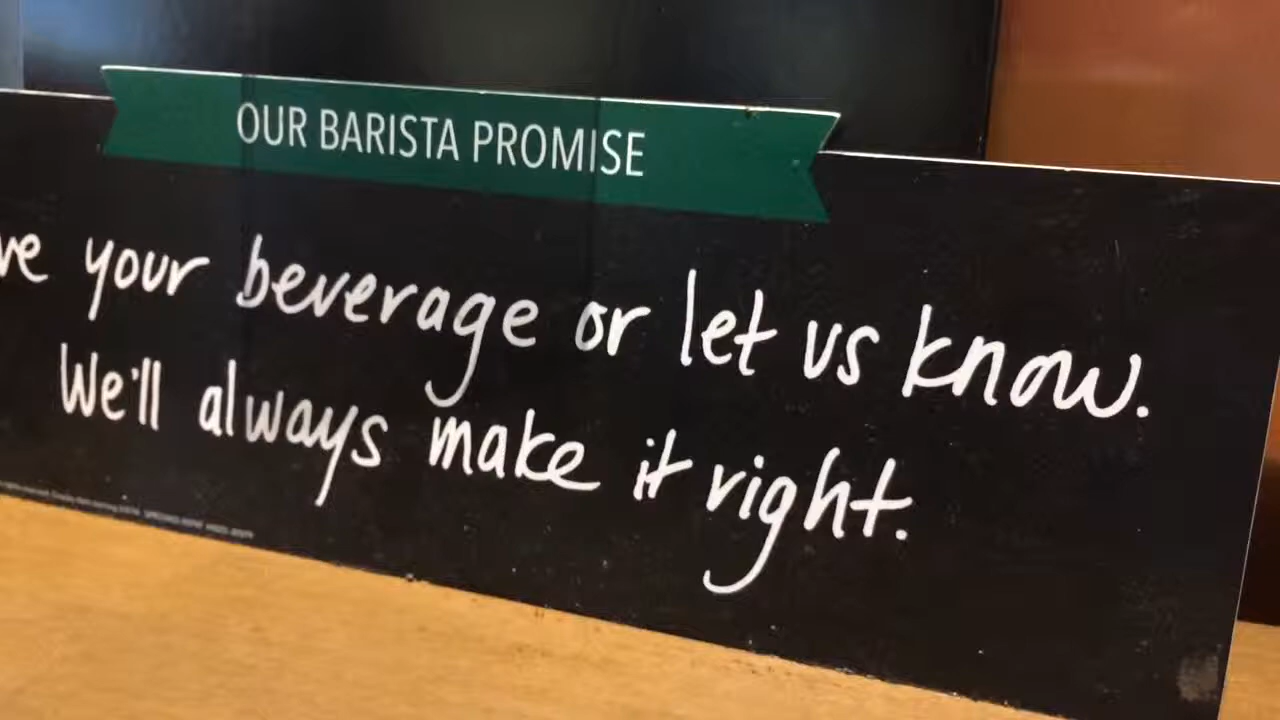 OUR BARISTA PROMISE
ve your beverage or let us know.
We'll always make it right.